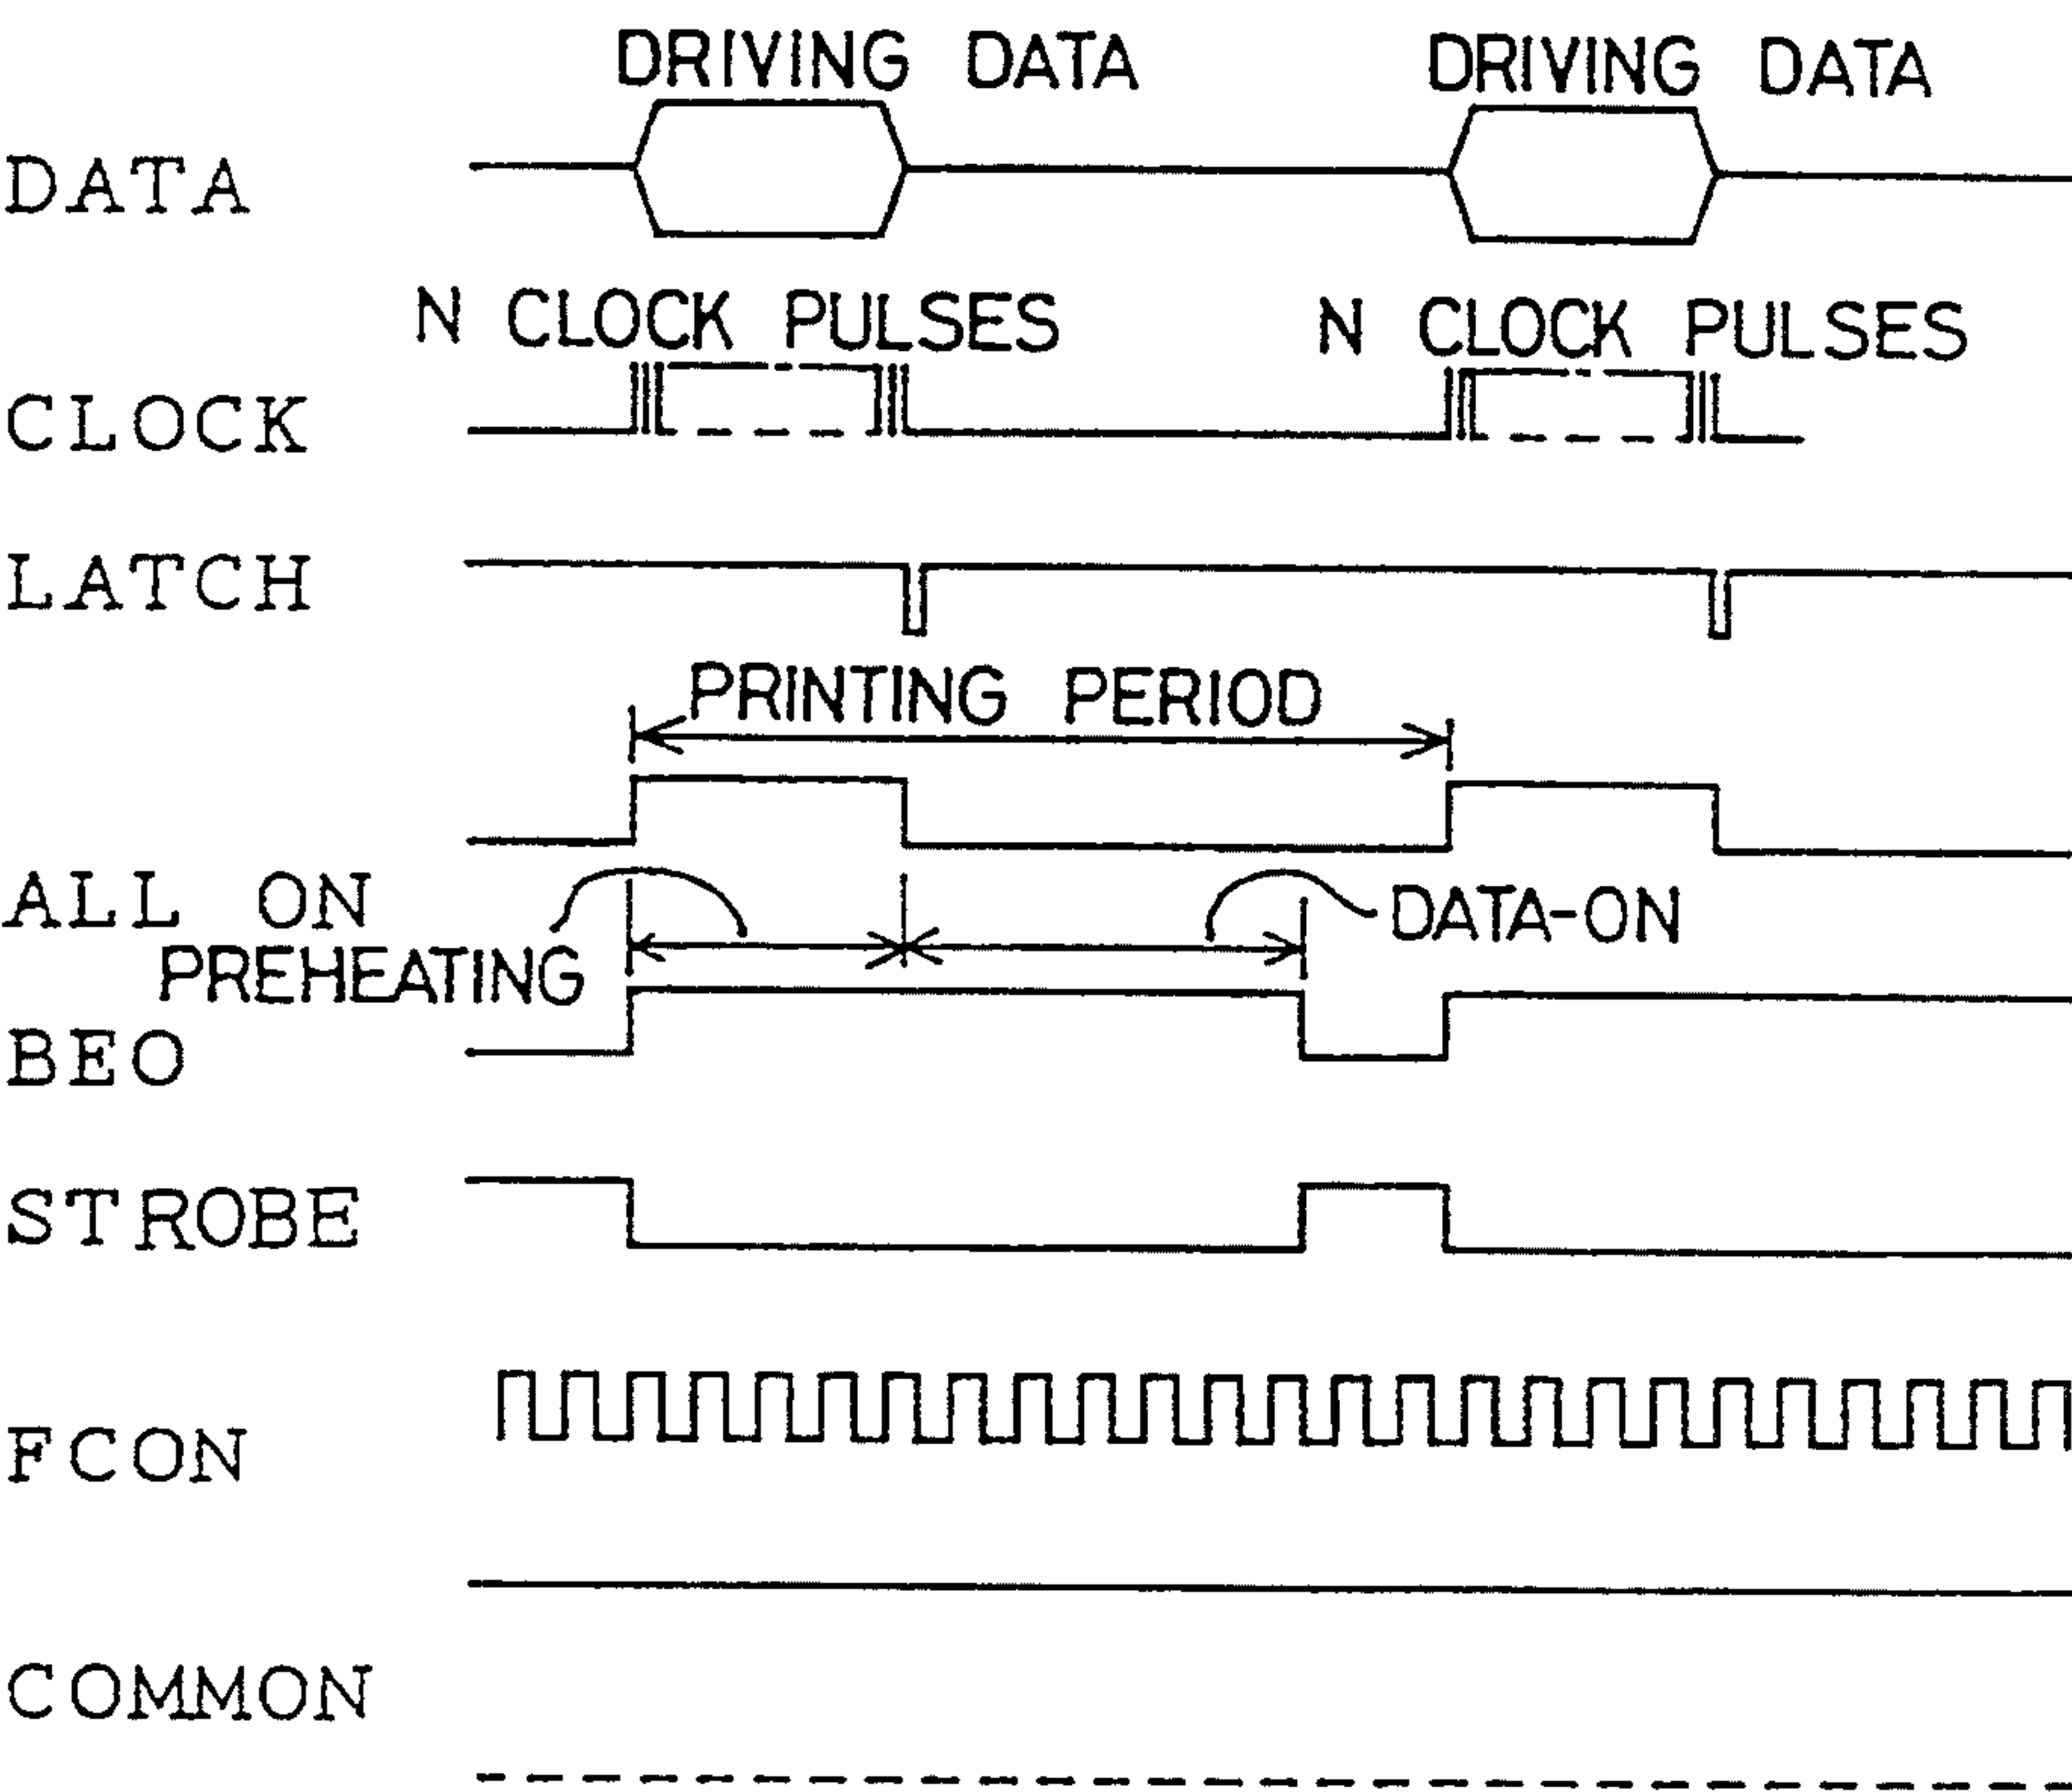 DRIVING DATA DRIVING DATA
DATA
N CLOCK PULSES N CLOCK PULSES
CLOCK
LATCH
PRINTING PERIOD
ALL ON DATA-ON
PREHEATING
BEO
STROBE
FCON
COMMON